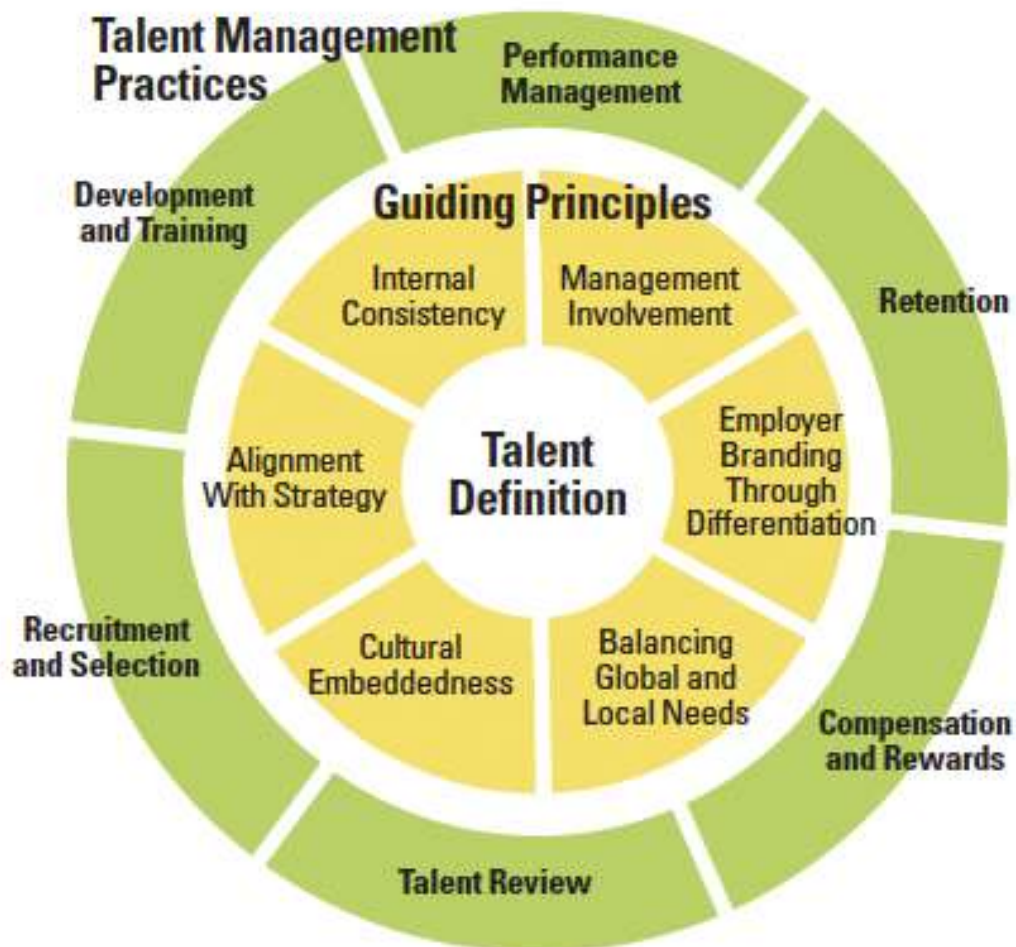 Talent Management
Practices
Performance
Management
Development
and Training
Guiding Principles
Internal
Consistency
Management
Involvement
Retention
Employer
Branding
Through
Differentiation
Talent
Definition
Alignment
With Strategy
Recruitment
and Selection
Cultural
Embeddedness
Balancing
Global and
Local Needs
Compensation
and Rewards
Talent Review